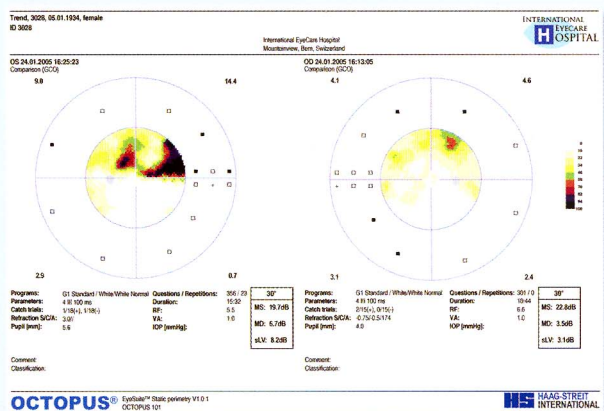 Trend, 3028, 05.01.1934, female
ID 3028
INTERNATIONAL
EYECARE
HOSPITAL
H
International EyeCare Hospital
Mountainview, Bern, Switzerland
OS 24.01.2005 16:25:23
Comparison (GCO)
9.8 14.4
2.9 0.7
OD 24.01.2005 16:13:05
Comparison (GCO)
4.1 4.6
3.1 2.4
100
Programs: G1 Standard / White/White Normal Questions / Repetitions: 356 / 23
Parameters: 4 III 100 ms Duration: 15:32
Catch trials: 1/18(+), 1/18(-) RF: 5.5
Refraction S/C/A: 3.0// VA: 1.0
Pupil [mm]: 5.6 IOP [mmHg]:
30°
MS: 19.7dB
MD: 6.7dB
sLV: 8.2dB
Programs: G1 Standard / White/White Normal Questions / Repetitions: 301 / 0
Parameters: 4 III 100 ms Duration: 18:44
Catch trials: 2/15(+), 0/15(-) RF: 6.6
Refraction S/C/A: -0.75/-0.5/174 VA: 1.0
Pupil [mm]: 4.0 IOP [mmHg]:
30°
MS: 22.8dB
MD: 3.5dB
sLV: 3.1dB
Comment:
Classification:
Comment:
Classification:
OCTOPUS® EyeSuite™ Static perimetry V1.0.1
OCTOPUS 101
HS HAAG-STREIT
INTERNATIONAL